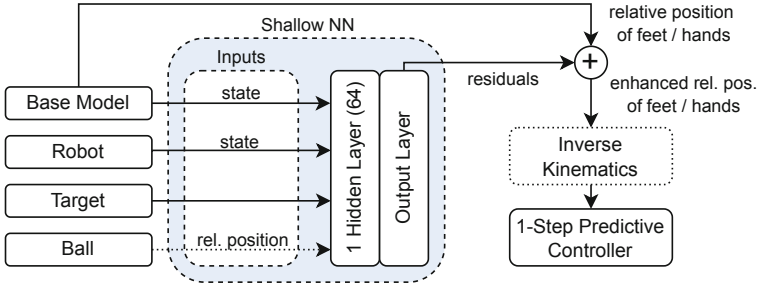 Shallow NN
relative position
of feet / hands
Inputs
+
residuals
enhanced rel. pos.
of feet / hands
Base Model
state
Robot
state
Target
Ball
rel. position
1 Hidden Layer (64)
Output Layer
Inverse
Kinematics
1-Step Predictive
Controller